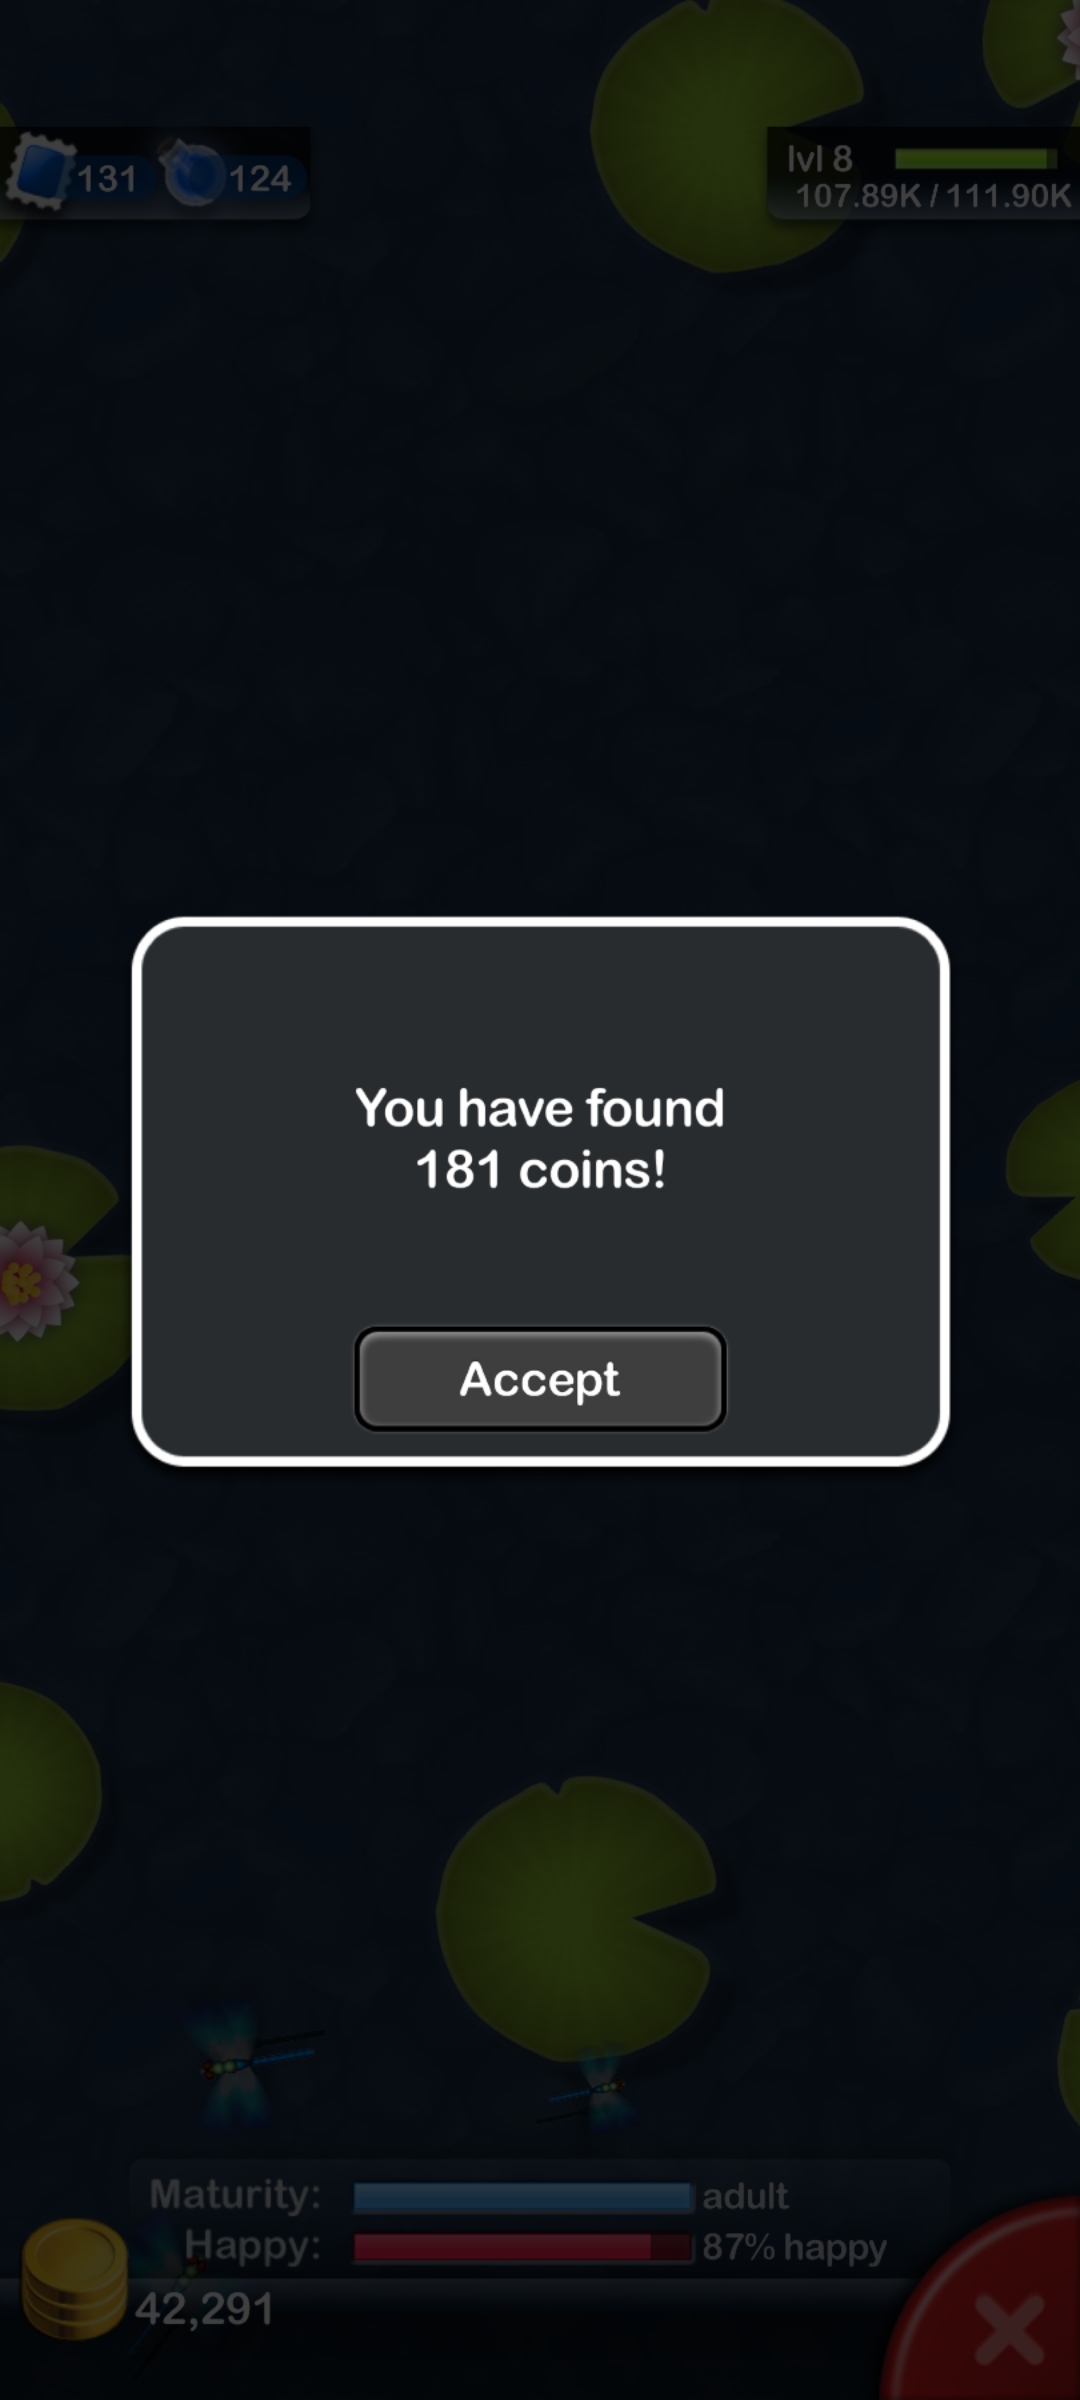 131 124
lvl 8
107.89K / 111.90K
You have found
181 coins!
Accept
Maturity: adult
Happy: 87% happy
42,291